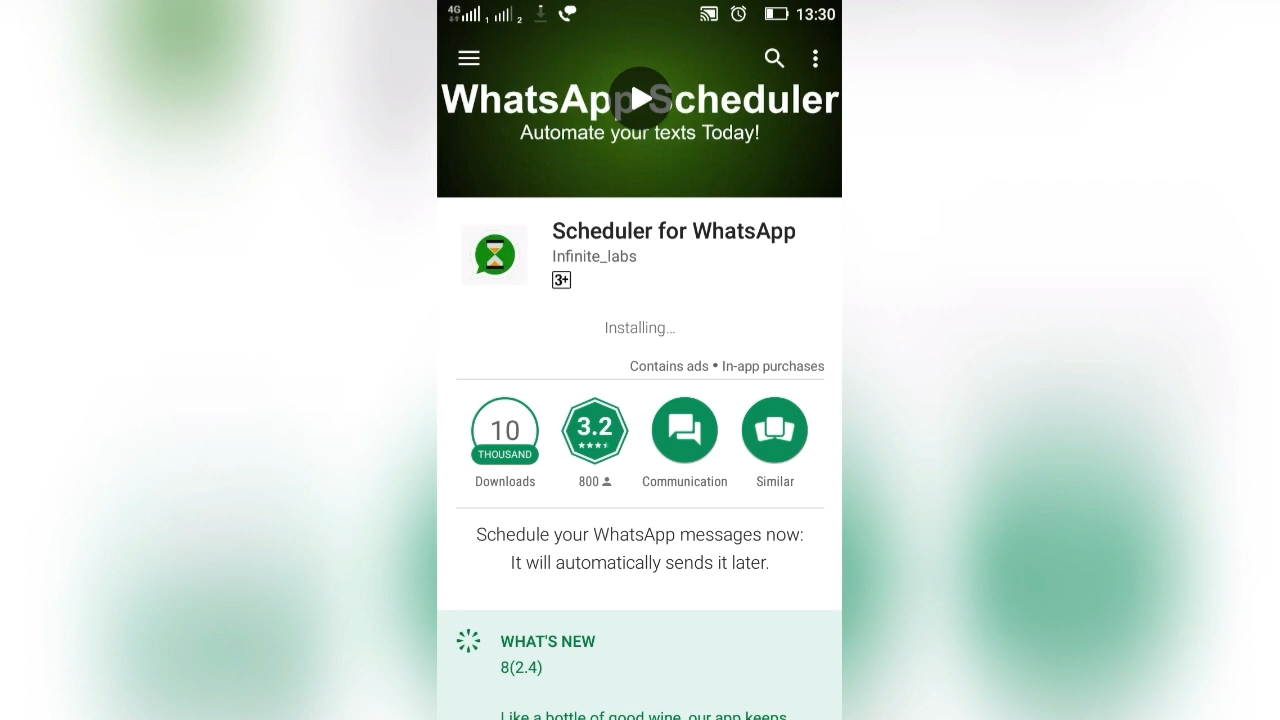 4G 1 2 13:30
WhatsApp Scheduler
Automate your texts Today!
Scheduler for WhatsApp
Infinite_labs
3+
Installing...
Contains ads • In-app purchases
10 3.2
THOUSAND
Downloads 800 Communication Similar
Schedule your WhatsApp messages now:
It will automatically sends it later.
WHAT'S NEW
8(2.4)
Like a bottle of good wine, our app keeps